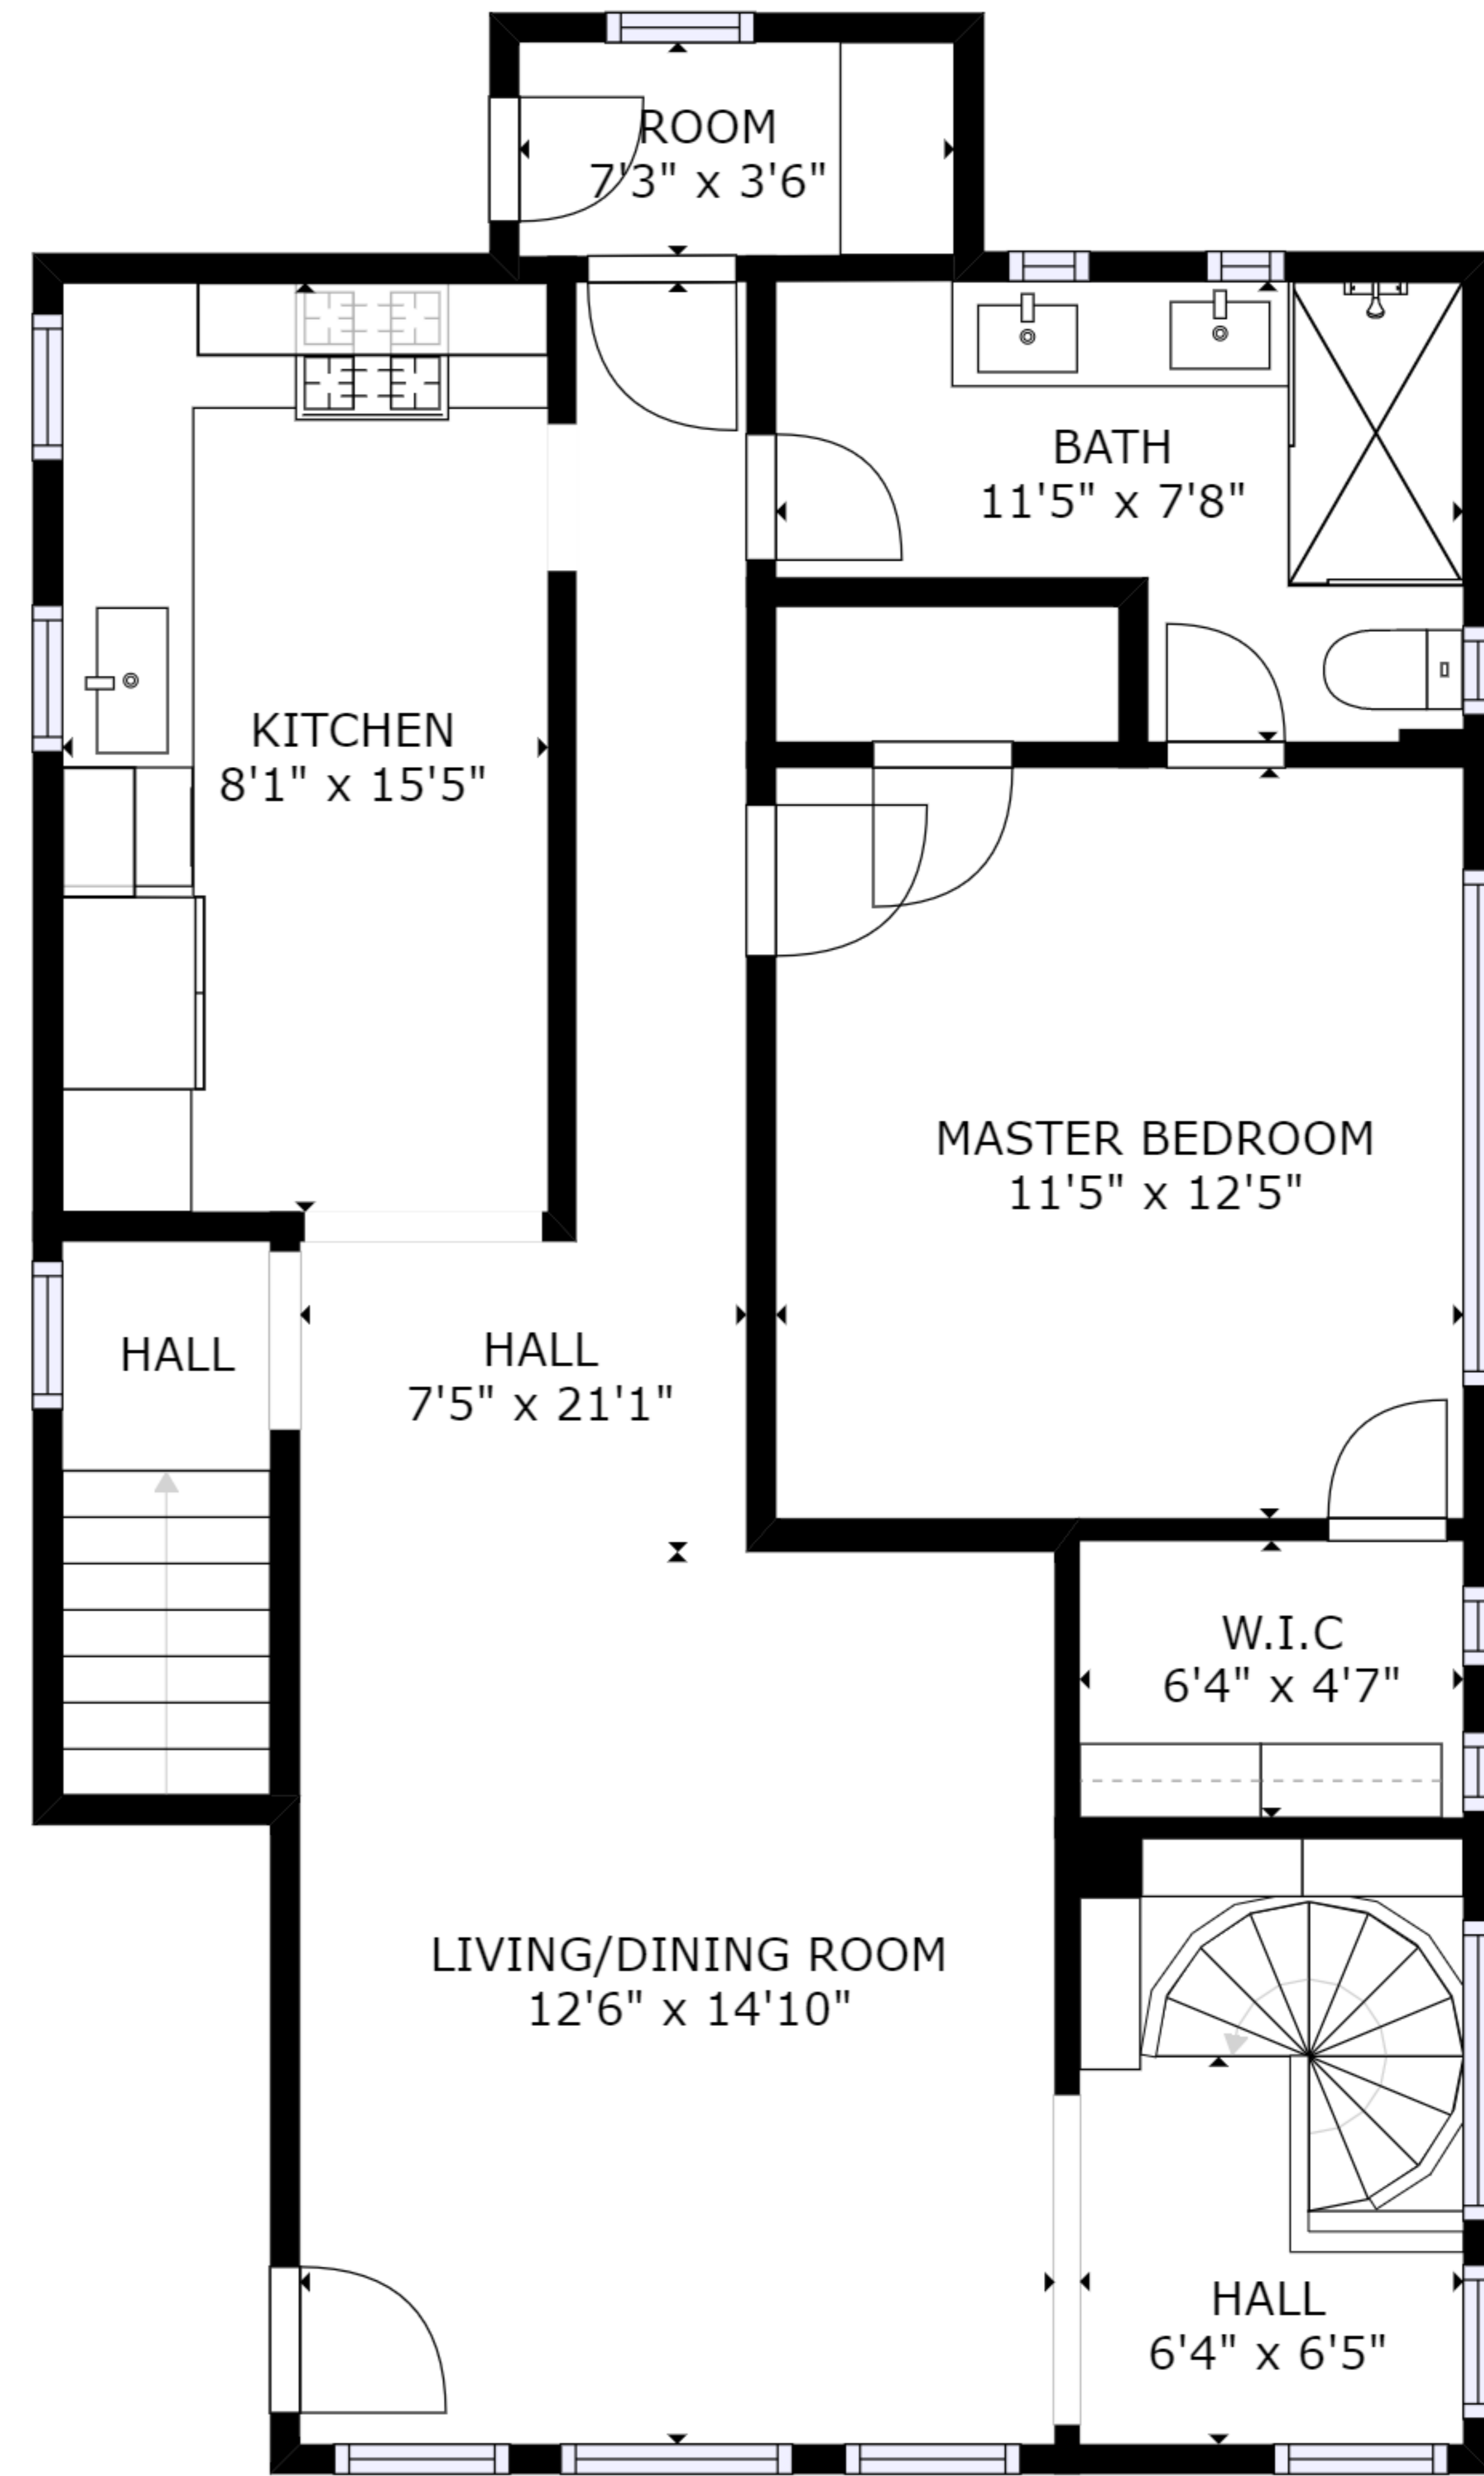 ROOM
7'3" x 3'6"
BATH
11'5" x 7'8"
KITCHEN
8'1" x 15'5"
MASTER BEDROOM
11'5" x 12'5"
HALL
HALL
7'5" x 21'1"
W.I.C
6'4" x 4'7"
LIVING/DINING ROOM
12'6" x 14'10"
HALL
6'4" x 6'5"